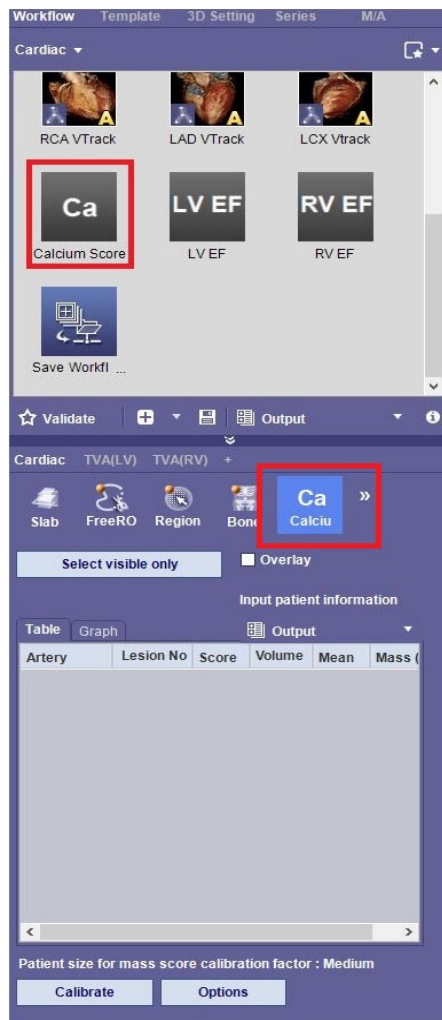 Workflow Template 3D Setting Series M/A
Cardiac
A A A
RCA VTrack LAD VTrack LCX Vtrack
Ca LV EF RV EF
Calcium Score LV EF RV EF
Save Workfl ...
Validate Output
Cardiac TVA(LV) TVA(RV) +
Ca »
Slab FreeRO Region Bone Calciu
Select visible only Overlay
Input patient information
Table Graph Output
Artery Lesion No Score Volume Mean Mass (
Patient size for mass score calibration factor : Medium
Calibrate Options